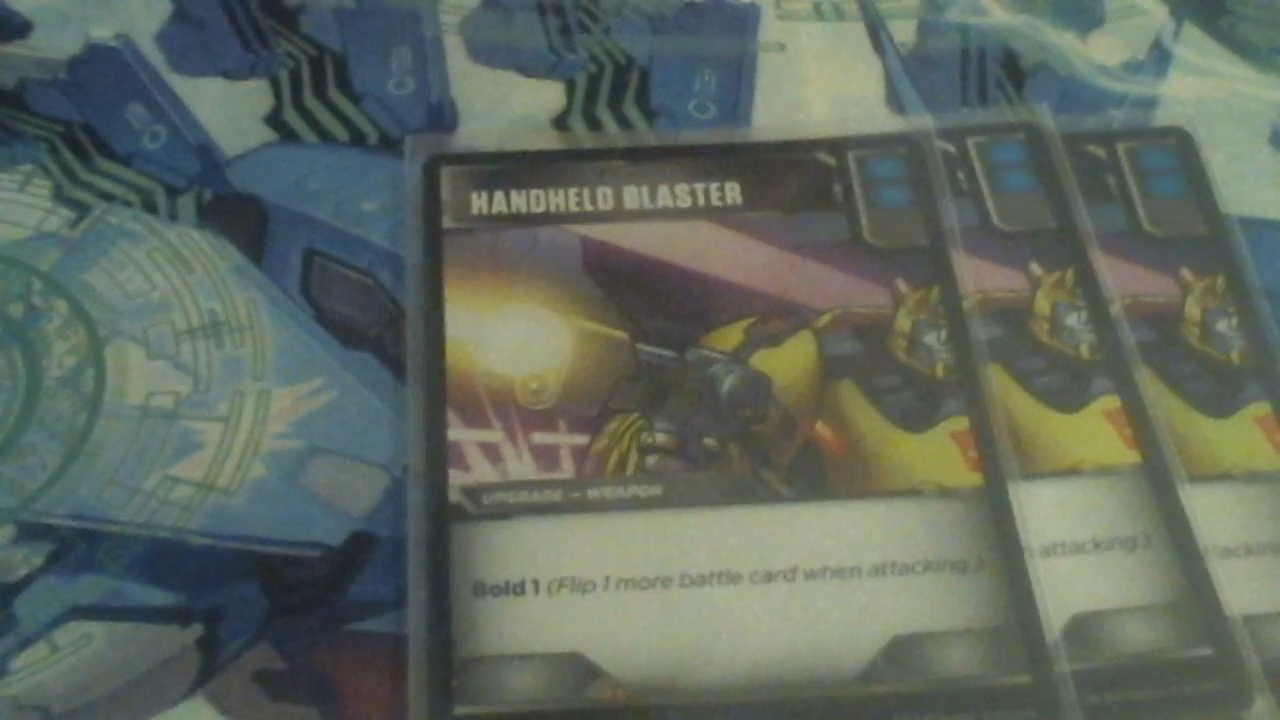 HANDHELD BLASTER
UPGRADE – WEAPON
Bold 1 (Flip 1 more battle card when attacking.)
attacking.)